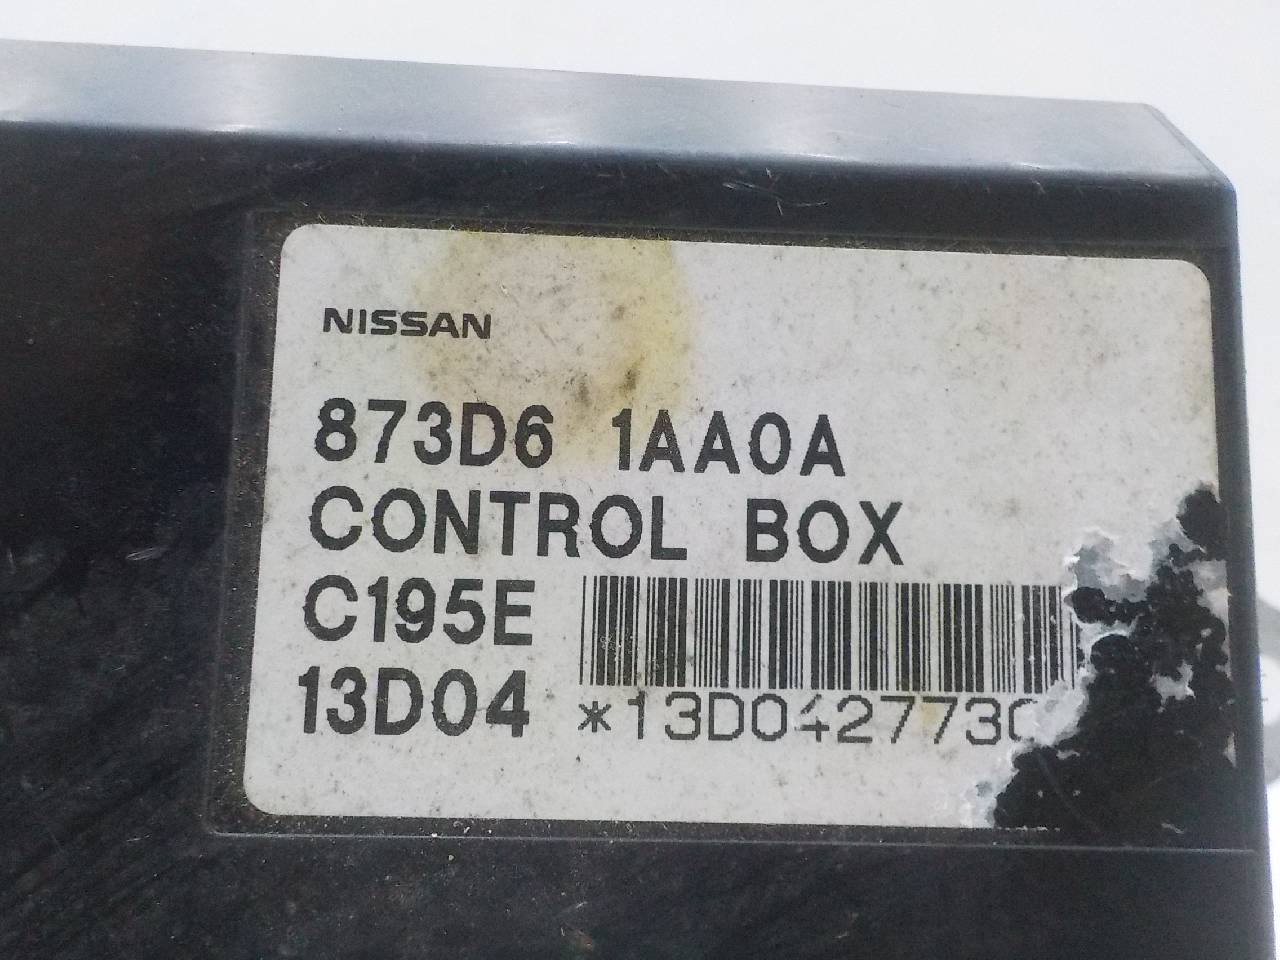 NISSAN
873D6 1AA0A
CONTROL BOX
C195E
13D04
*13D042773